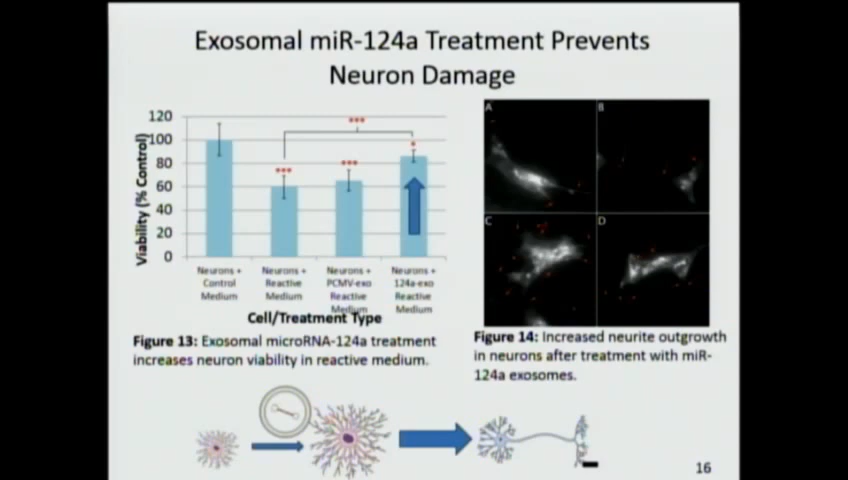 Exosomal miR-124a Treatment Prevents
Neuron Damage
120
100
80
60
40
20
0
Viability (% Control)
***
***
***
*
Neurons +
Control
Medium
Neurons +
Reactive
Medium
Neurons +
PCMV-exo
Reactive
Medium
Neurons +
124a-exo
Reactive
Medium
Cell/Treatment Type
Figure 13: Exosomal microRNA-124a treatment
increases neuron viability in reactive medium.
A
B
C
D
Figure 14: Increased neurite outgrowth
in neurons after treatment with miR-
124a exosomes.
16